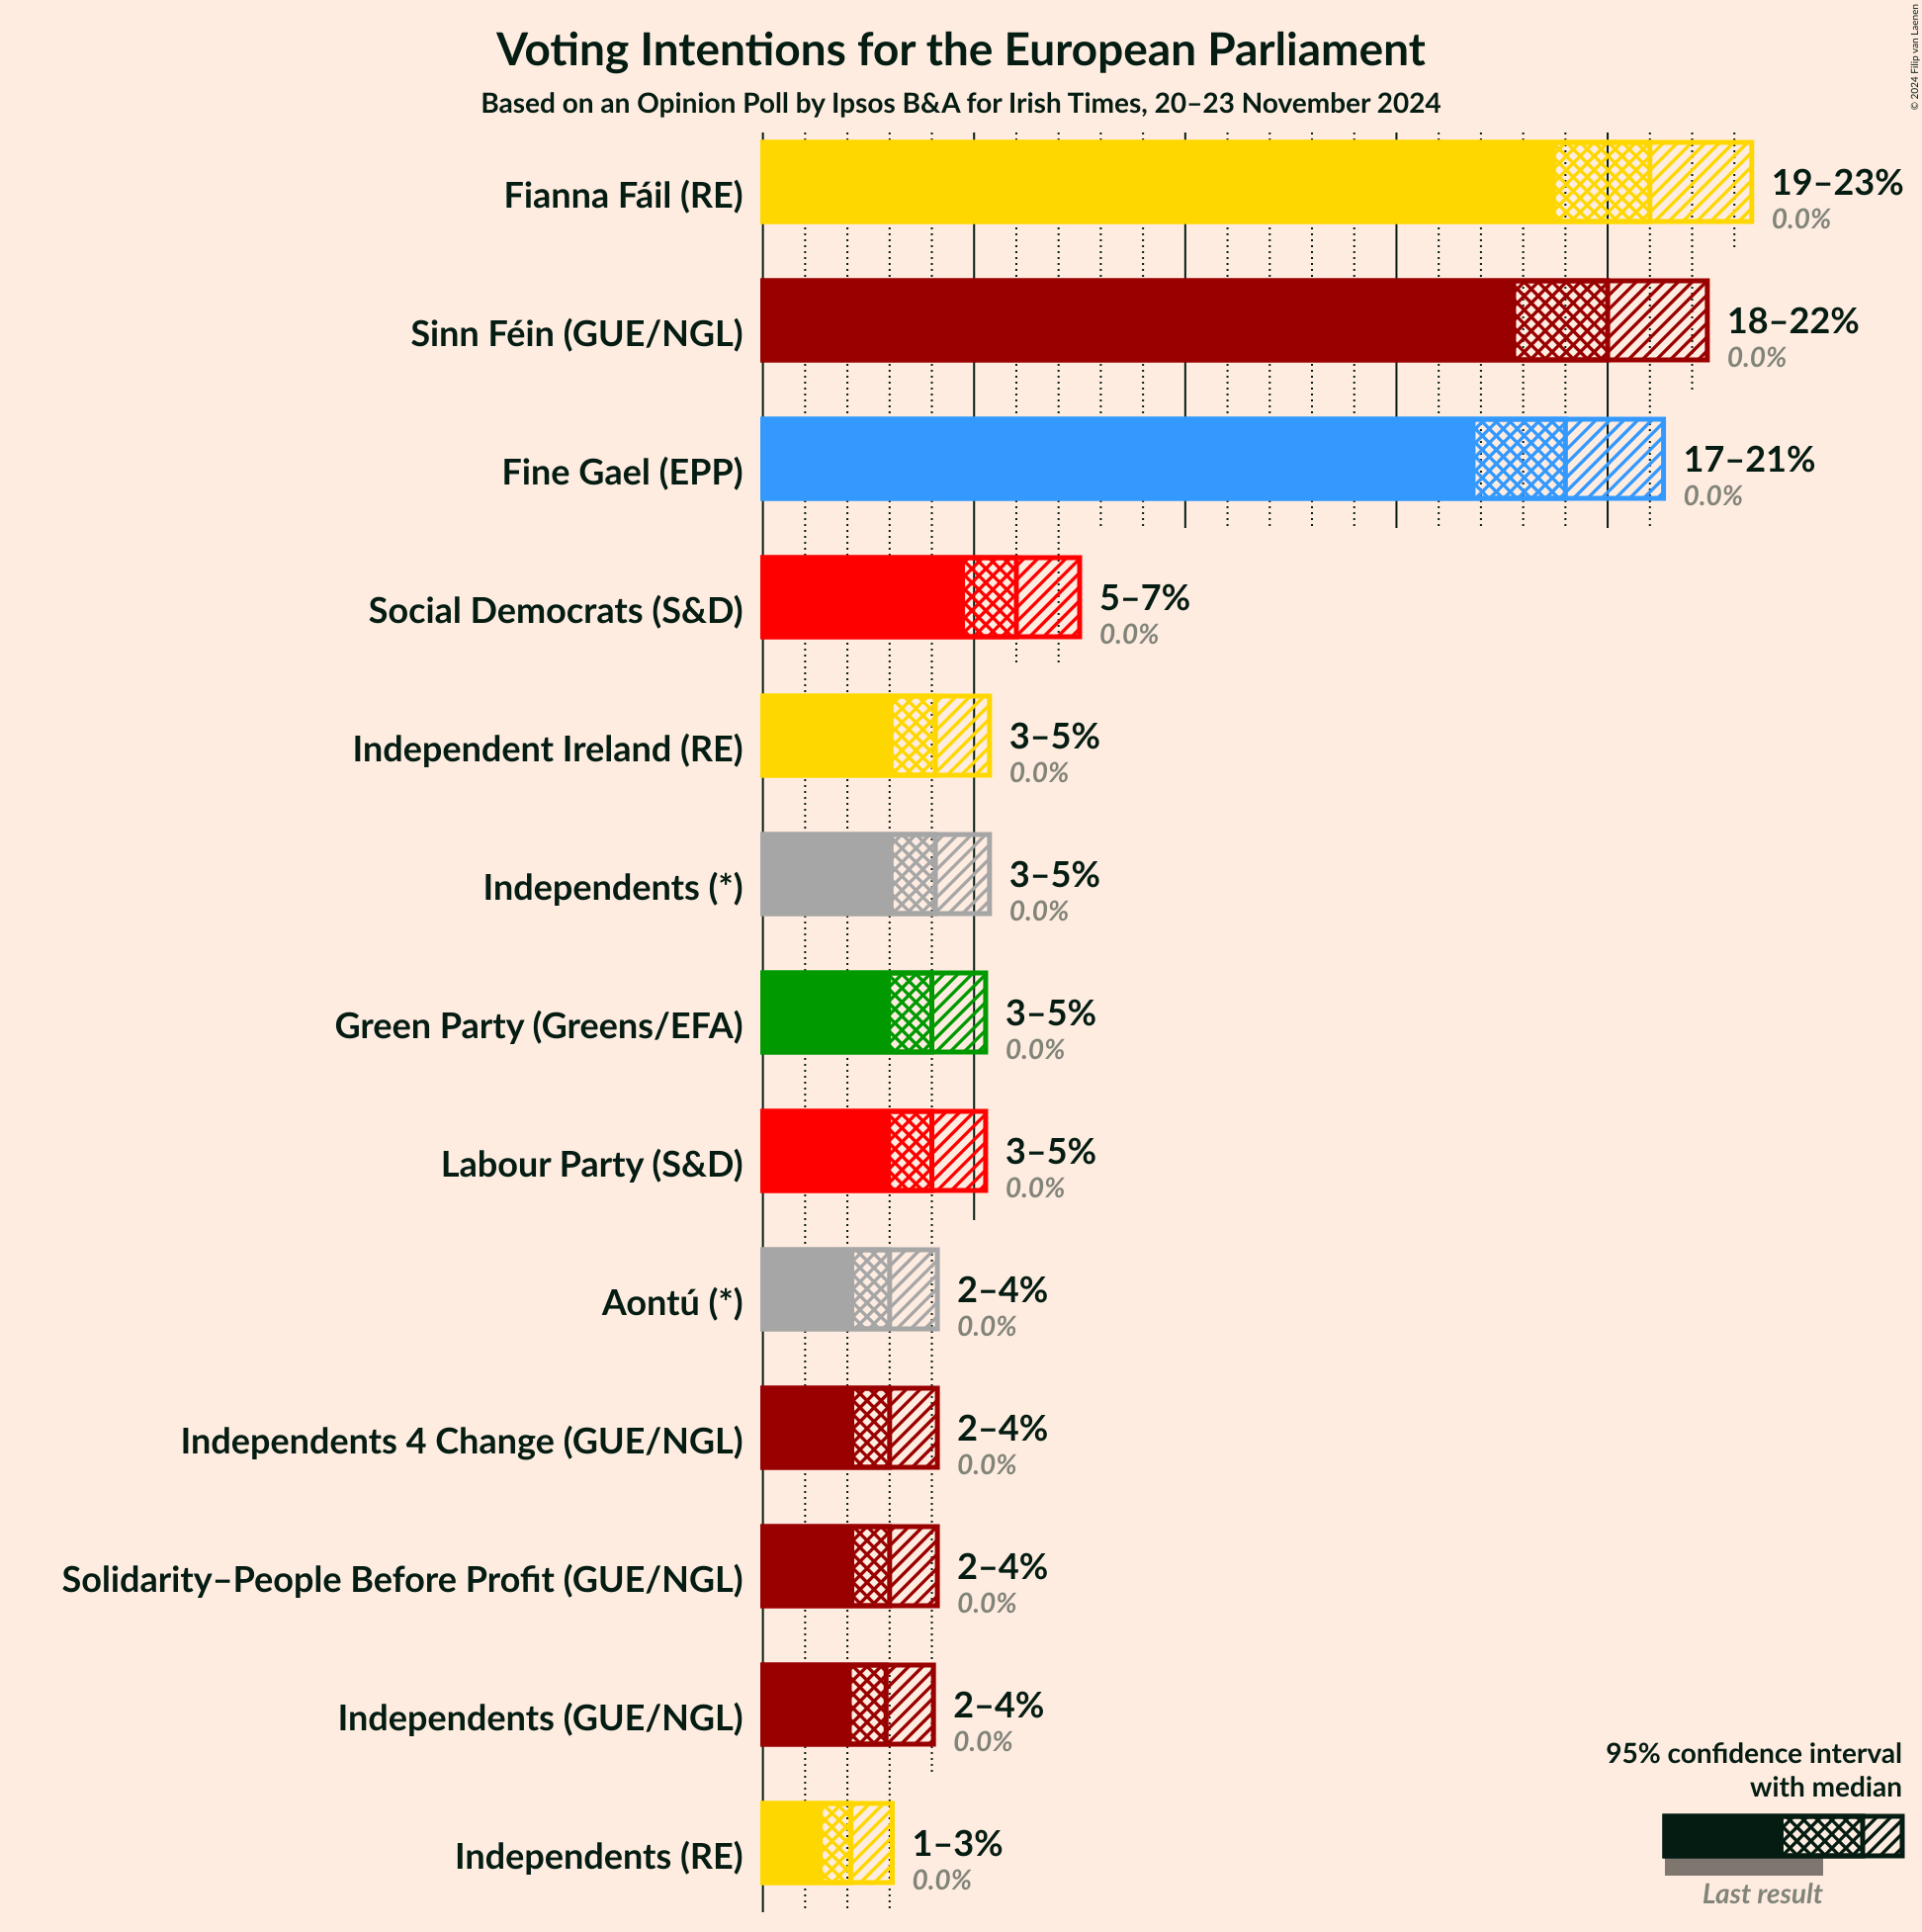 Voting Intentions for the European Parliament
Based on an Opinion Poll by Ipsos B&A for Irish Times, 20–23 November 2024
© 2024 Filip van Laenen
Fianna Fáil (RE)
19–23%
0.0%
Sinn Féin (GUE/NGL)
18–22%
0.0%
Fine Gael (EPP)
17–21%
0.0%
Social Democrats (S&D)
5–7%
0.0%
Independent Ireland (RE)
3–5%
0.0%
Independents (*)
3–5%
0.0%
Green Party (Greens/EFA)
3–5%
0.0%
Labour Party (S&D)
3–5%
0.0%
Aontú (*)
2–4%
0.0%
Independents 4 Change (GUE/NGL)
2–4%
0.0%
Solidarity–People Before Profit (GUE/NGL)
2–4%
0.0%
Independents (GUE/NGL)
2–4%
0.0%
Independents (RE)
1–3%
0.0%
95% confidence interval
with median
Last result